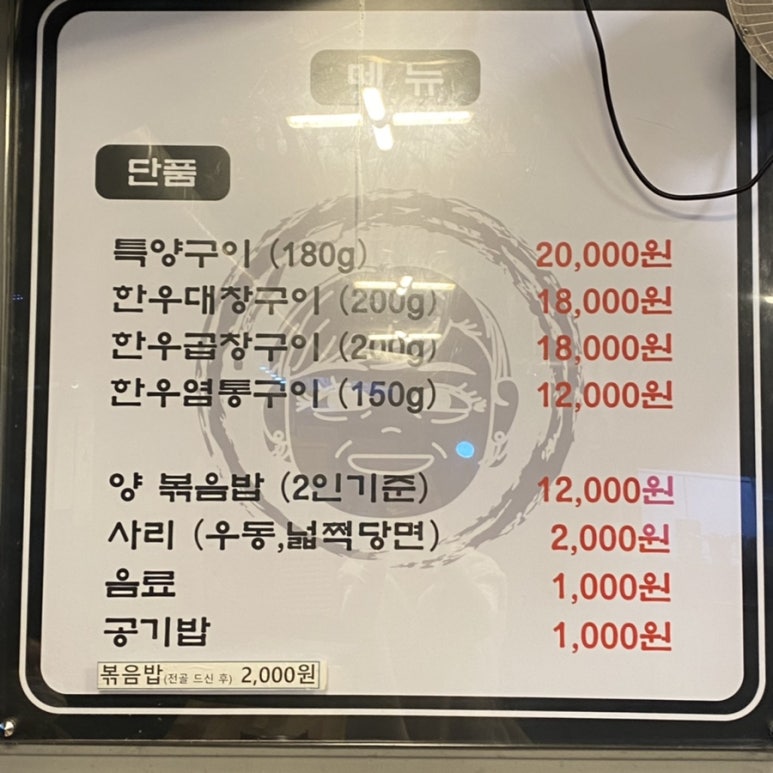 메뉴
단품
특양구이 (180g) 20,000원
한우대창구이 (200g) 18,000원
한우곱창구이 (200g) 18,000원
한우염통구이 (150g) 12,000원
양 볶음밥 (2인기준) 12,000원
사리 (우동,넓쩍당면) 2,000원
음료 1,000원
공기밥 1,000원
볶음밥(전골 드신 후) 2,000원